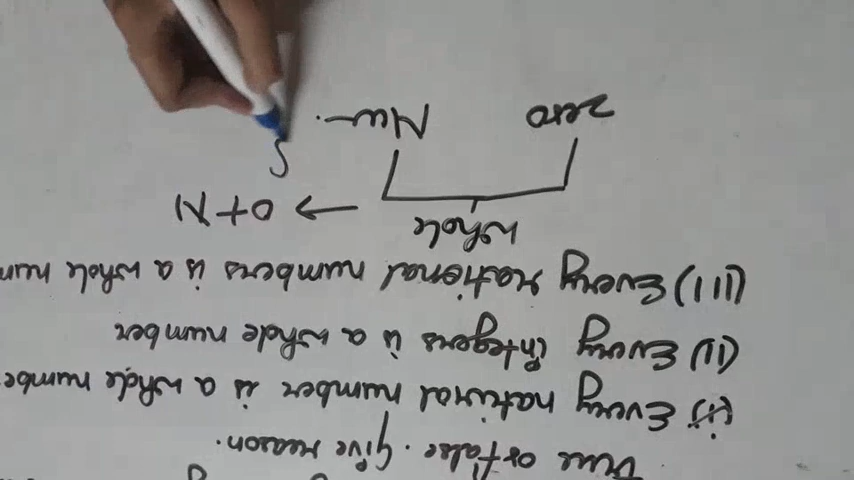 True or False. Give reason.
(i) Every natural number is a whole numbe
(ii) Every integers is a whole number
(iii) Every rational numbers is a whole num
whole
→ 0+N
zero